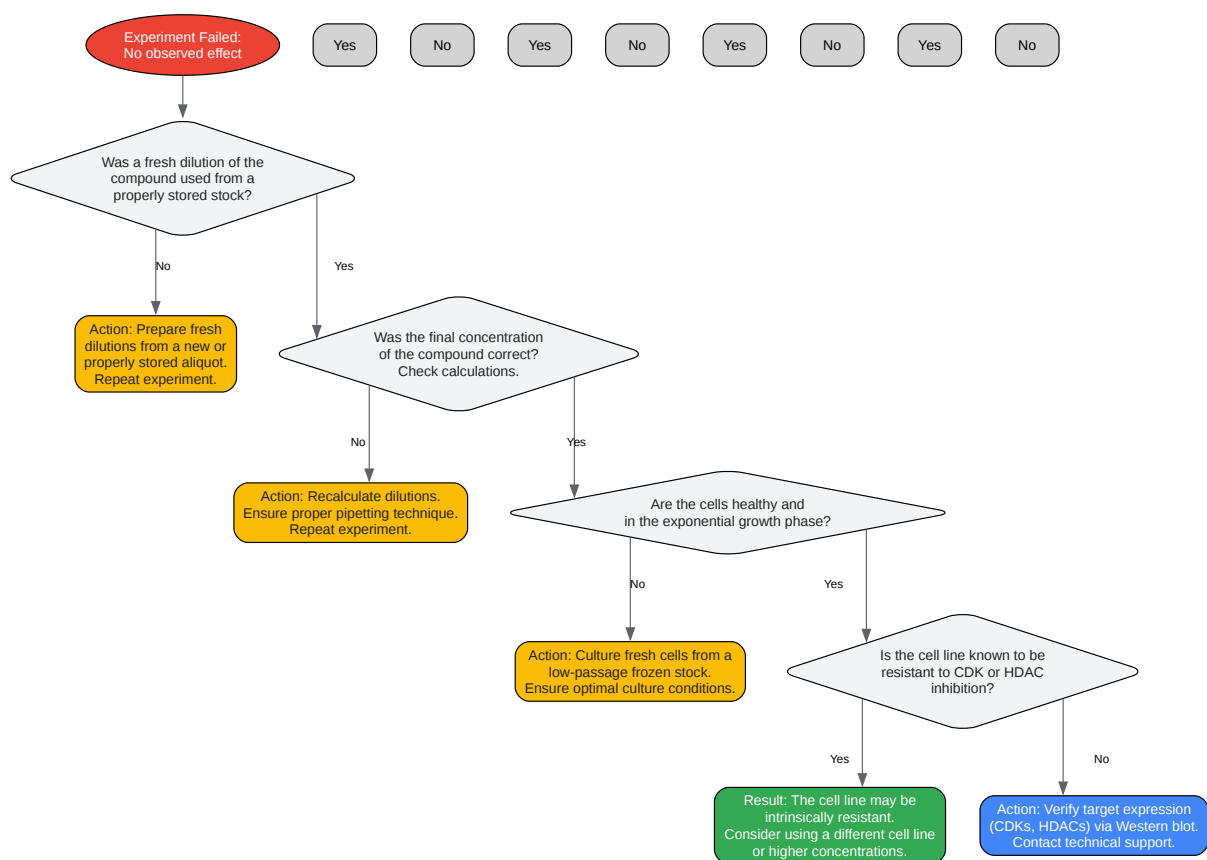 Experiment Failed:
No observed effect
Yes
No
Yes
No
Yes
No
Yes
No
Was a fresh dilution of the
compound used from a
properly stored stock?
No
Yes
Action: Prepare fresh
dilutions from a new or
properly stored aliquot.
Repeat experiment.
Was the final concentration
of the compound correct?
Check calculations.
No
Yes
Action: Recalculate dilutions.
Ensure proper pipetting technique.
Repeat experiment.
Are the cells healthy and
in the exponential growth phase?
No
Yes
Action: Culture fresh cells from a
low-passage frozen stock.
Ensure optimal culture conditions.
Is the cell line known to be
resistant to CDK or HDAC
inhibition?
Yes
No
Result: The cell line may be
intrinsically resistant.
Consider using a different cell line
or higher concentrations.
Action: Verify target expression
(CDKs, HDACs) via Western blot.
Contact technical support.